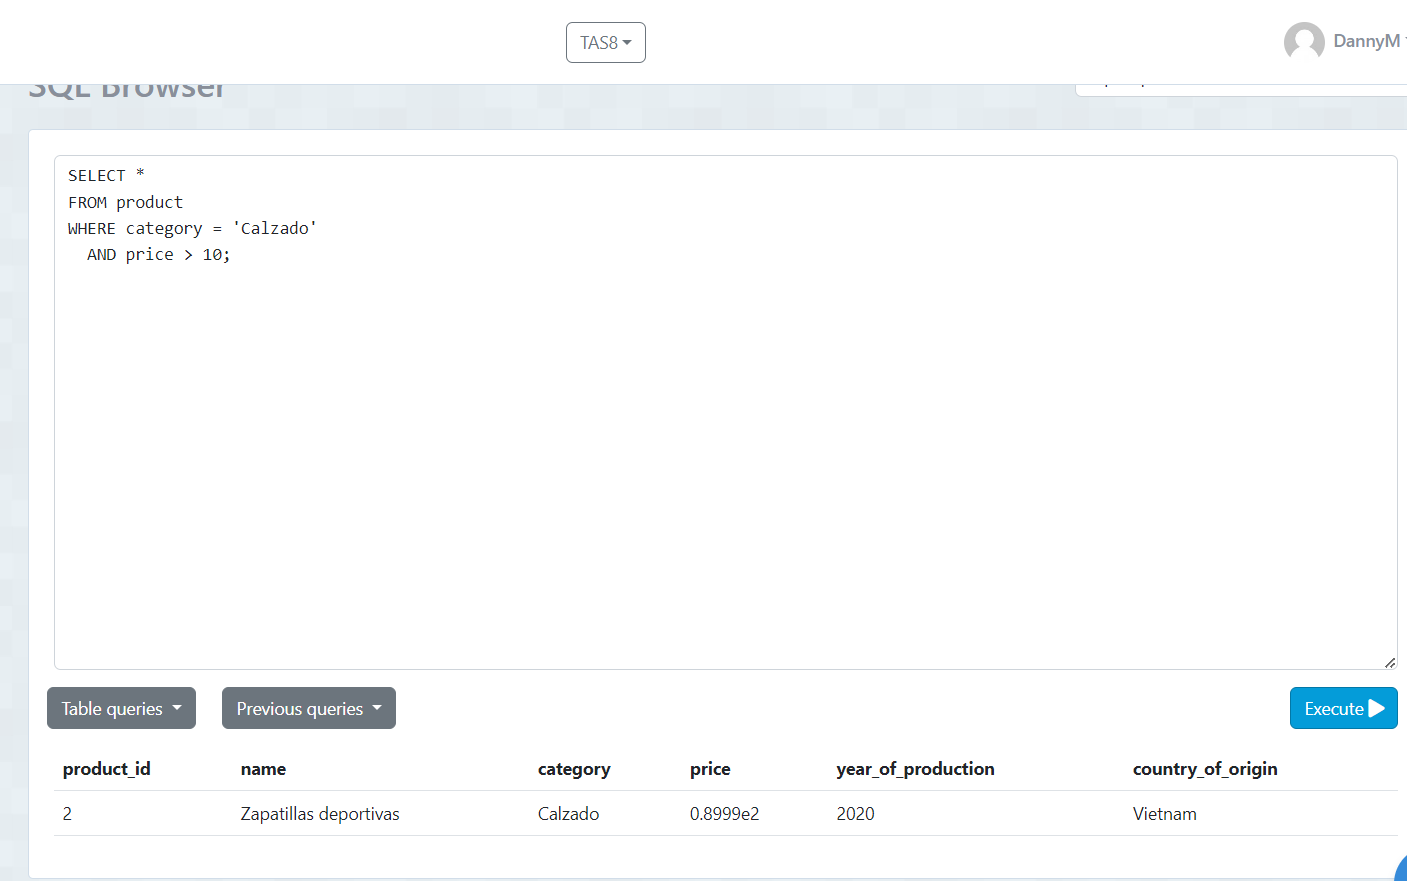 TAS8
DannyM
SQL Browser
SELECT *
FROM product
WHERE category = 'Calzado'
  AND price > 10;
Table queries
Previous queries
Execute
product_id name category price year_of_production country_of_origin
2 Zapatillas deportivas Calzado 0.8999e2 2020 Vietnam